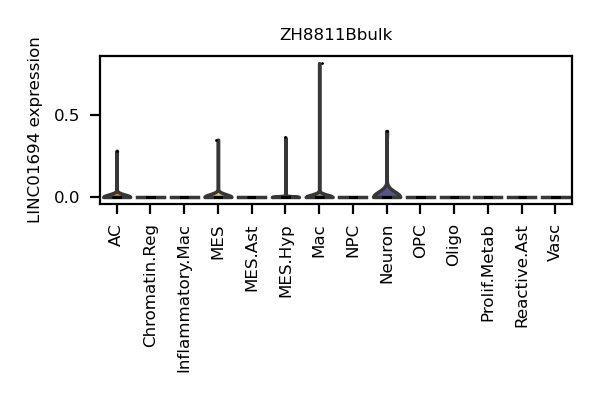 ZH8811Bbulk
LINC01694 expression
0.5
0.0
AC
Chromatin.Reg
Inflammatory.Mac
MES
MES.Ast
MES.Hyp
Mac
NPC
Neuron
OPC
Oligo
Prolif.Metab
Reactive.Ast
Vasc